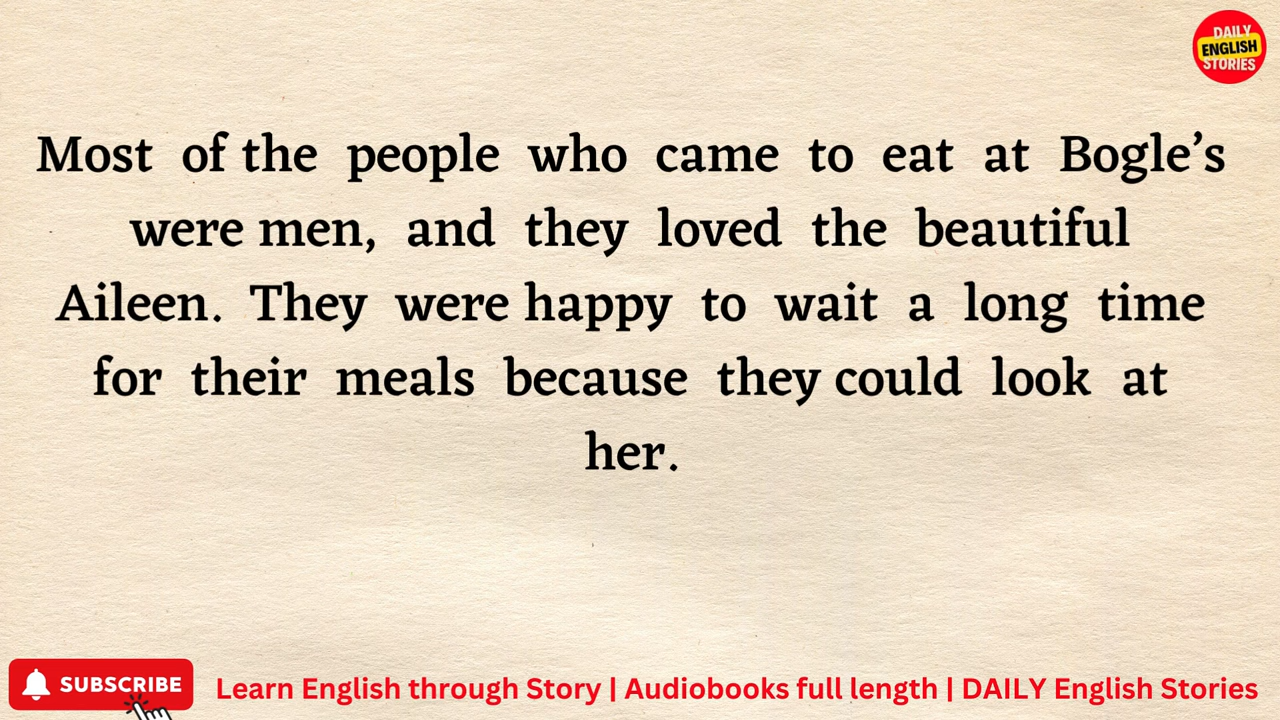 DAILY
ENGLISH
STORIES
Most of the people who came to eat at Bogle’s
were men, and they loved the beautiful
Aileen. They were happy to wait a long time
for their meals because they could look at
her.
SUBSCRIBE
Learn English through Story | Audiobooks full length | DAILY English Stories